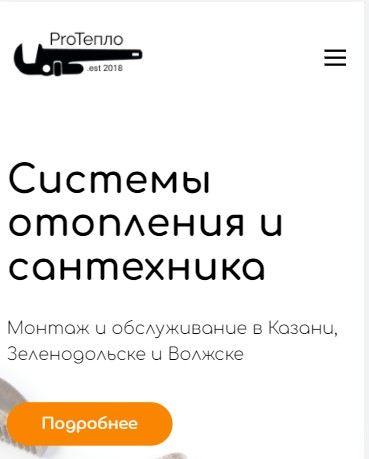 ProТепло
.est 2018
Системы
отопления и
сантехника
Монтаж и обслуживание в Казани,
Зеленодольске и Волжске
Подробнее